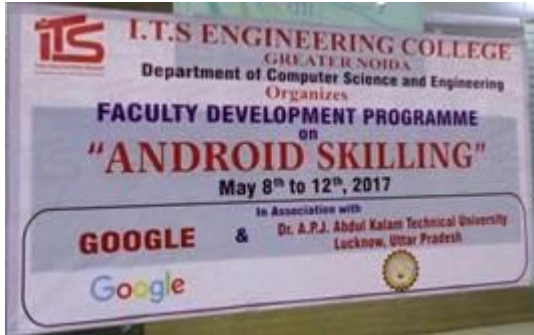 iTS
I.T.S ENGINEERING COLLEGE
GREATER NOIDA
Department of Computer Science and Engineering
Organizes
FACULTY DEVELOPMENT PROGRAMME
on
"ANDROID SKILLING"
May 8th to 12th, 2017
In Association with
GOOGLE & Dr. A.P.J. Abdul Kalam Technical University
Lucknow, Uttar Pradesh
Google